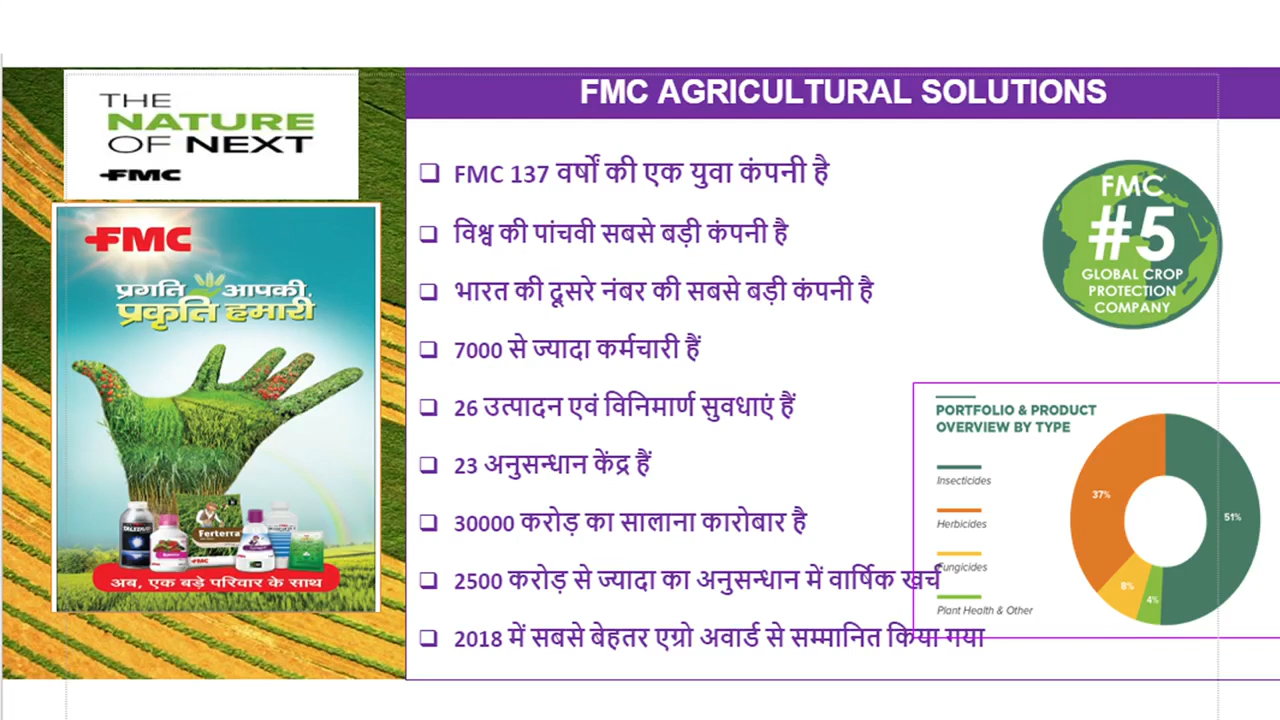 THE
NATURE
OF NEXT
FMC
FMC
प्रगति आपकी,
प्रकृति हमारी
Ferterra
FMC
अब, एक बड़े परिवार के साथ
FMC AGRICULTURAL SOLUTIONS
FMC 137 वर्षों की एक युवा कंपनी है
विश्व की पांचवी सबसे बड़ी कंपनी है
भारत की दूसरे नंबर की सबसे बड़ी कंपनी है
7000 से ज्यादा कर्मचारी हैं
26 उत्पादन एवं विनिमार्ण सुवधाएं हैं
23 अनुसन्धान केंद्र हैं
30000 करोड़ का सालाना कारोबार है
2500 करोड़ से ज्यादा का अनुसन्धान में वार्षिक खर्च
2018 में सबसे बेहतर एग्रो अवार्ड से सम्मानित किया गया
FMC
#5
GLOBAL CROP
PROTECTION
COMPANY
PORTFOLIO & PRODUCT
OVERVIEW BY TYPE
Insecticides
Herbicides
Fungicides
Plant Health & Other
37%
51%
8%
4%